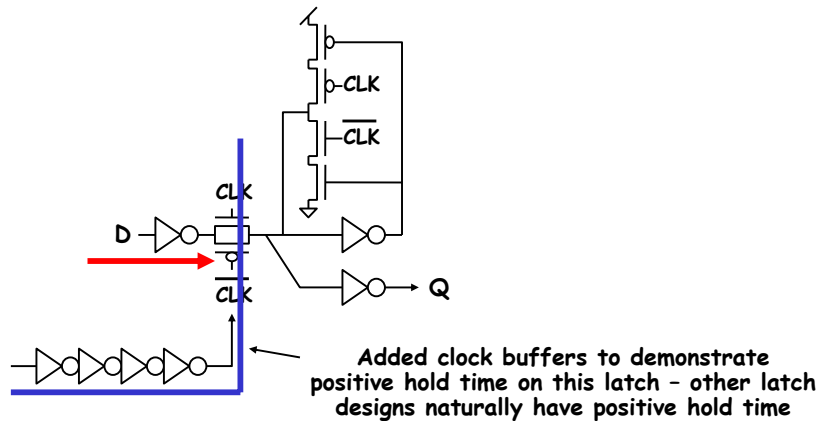 CLK
CLK
CLK
D
CLK
Q
Added clock buffers to demonstrate
positive hold time on this latch – other latch
designs naturally have positive hold time